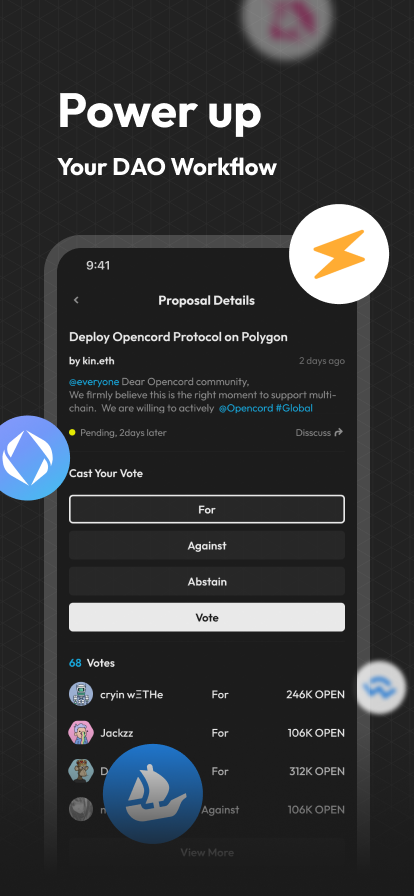 Power up
Your DAO Workflow
9:41
Proposal Details
Deploy Opencord Protocol on Polygon
by kin.eth 2 days ago
@everyone Dear Opencord community,
We firmly believe this is the right moment to support multi-
chain. We are willing to actively @Opencord #Global
Pending, 2days later Disscuss
Cast Your Vote
For
Against
Abstain
Vote
68 Votes
cryin wΞTHe For 246K OPEN
Jackzz For 106K OPEN
For 312K OPEN
Against 106K OPEN
View More